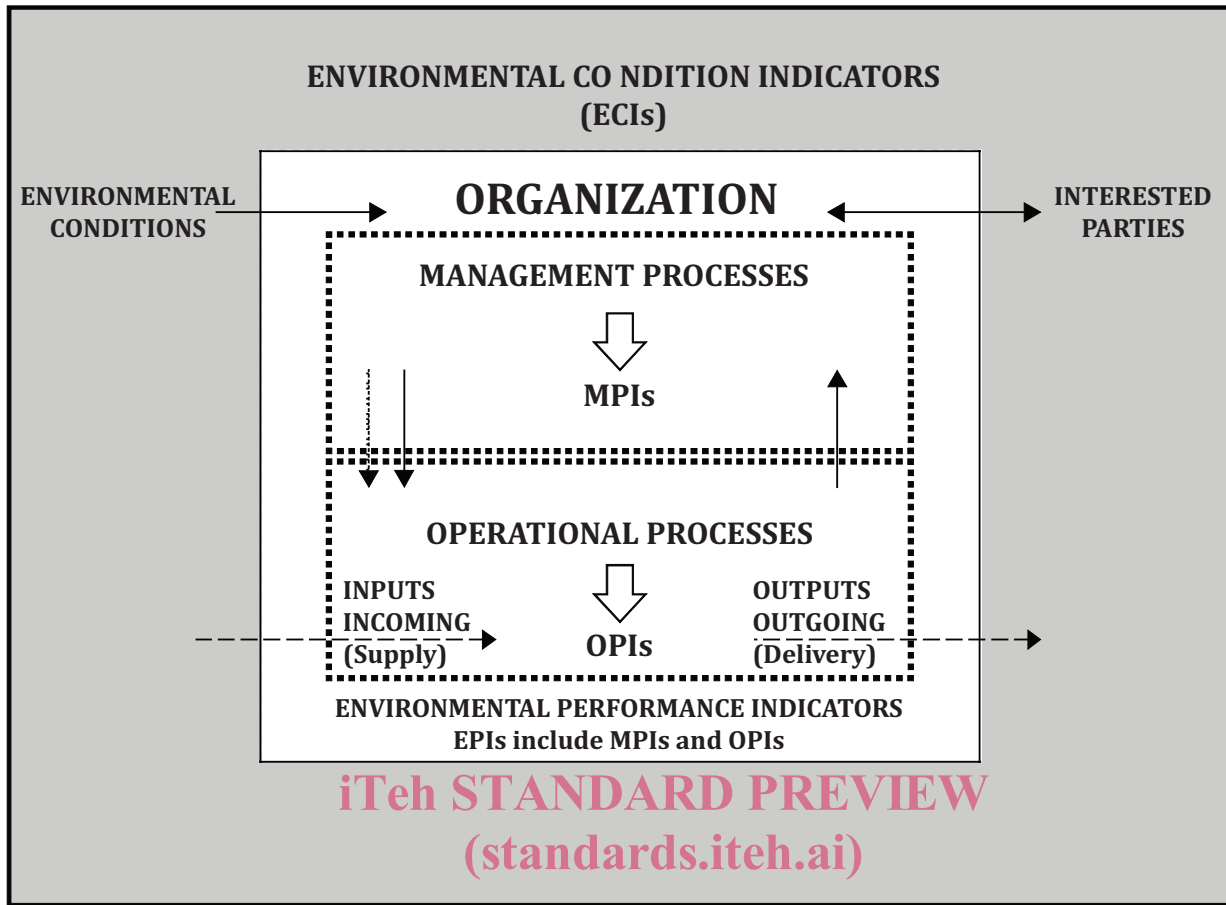 ENVIRONMENTAL CO NDITION INDICATORS
(ECIs)
ENVIRONMENTAL
CONDITIONS
ORGANIZATION
INTERESTED
PARTIES
MANAGEMENT PROCESSES
MPIs
OPERATIONAL PROCESSES
INPUTS
INCOMING
(Supply)
OPIs
OUTPUTS
OUTGOING
(Delivery)
ENVIRONMENTAL PERFORMANCE INDICATORS
EPIs include MPIs and OPIs
iTeh STANDARD PREVIEW
(standards.iteh.ai)